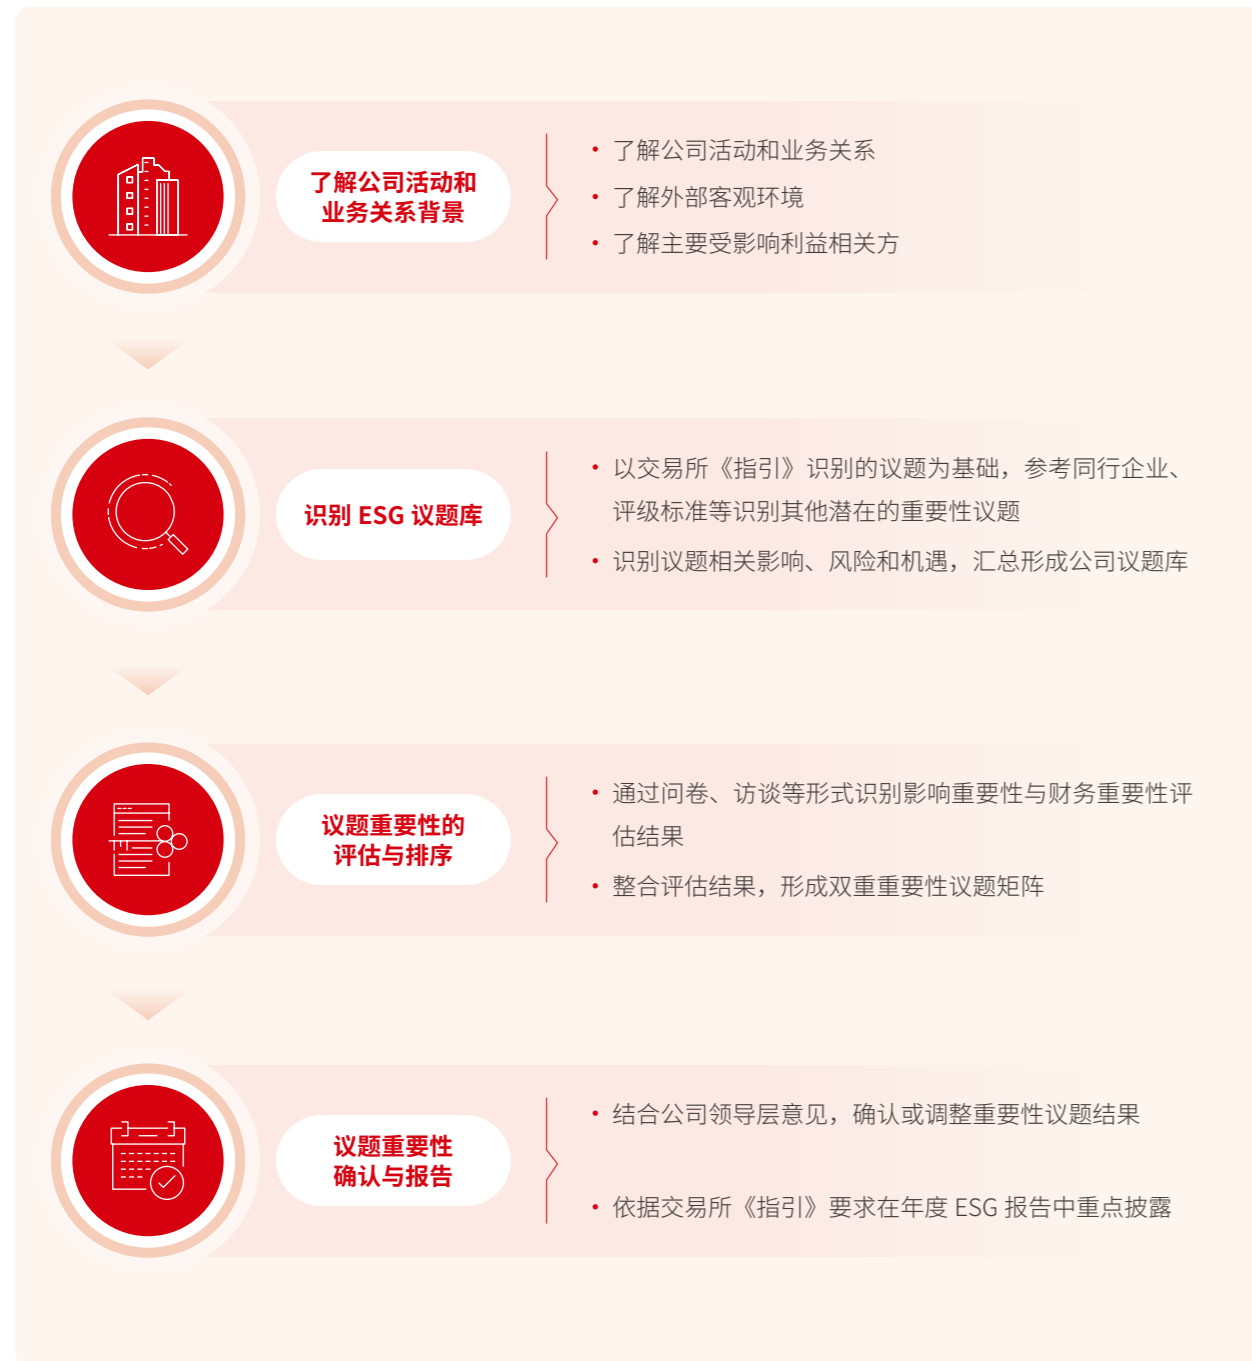 了解公司活动和
业务关系背景
• 了解公司活动和业务关系
• 了解外部客观环境
• 了解主要受影响利益相关方
识别 ESG 议题库
• 以交易所《指引》识别的议题为基础，参考同行企业、
评级标准等识别其他潜在的重要性议题
• 识别议题相关影响、风险和机遇，汇总形成公司议题库
议题重要性的
评估与排序
• 通过问卷、访谈等形式识别影响重要性与财务重要性评
估结果
• 整合评估结果，形成双重重要性议题矩阵
议题重要性
确认与报告
• 结合公司领导层意见，确认或调整重要性议题结果
• 依据交易所《指引》要求在年度 ESG 报告中重点披露